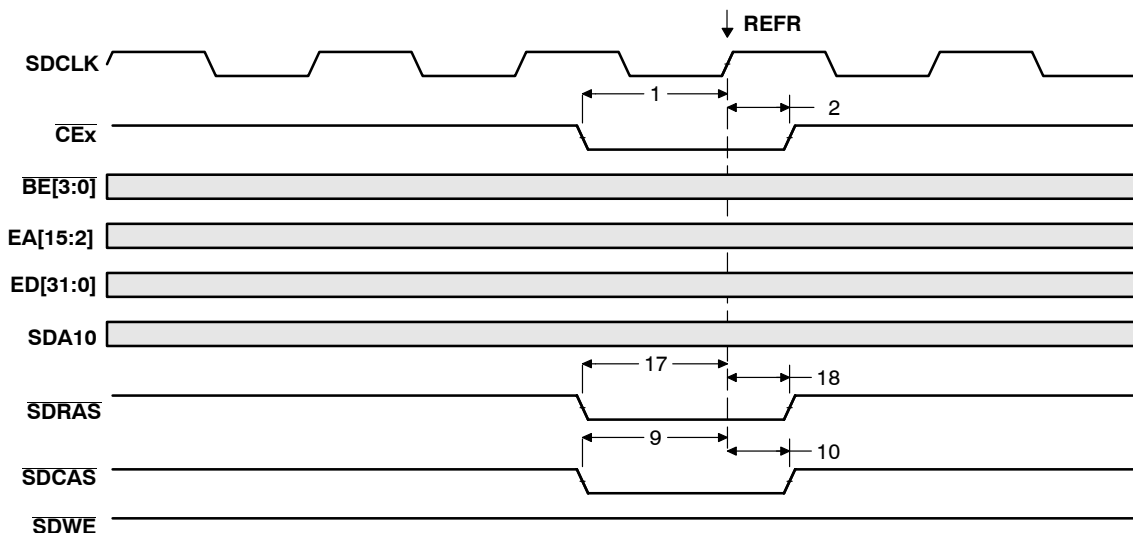 REFR
SDCLK
1
2
CEx
BE[3:0]
EA[15:2]
ED[31:0]
SDA10
17
18
SDRAS
9
10
SDCAS
SDWE